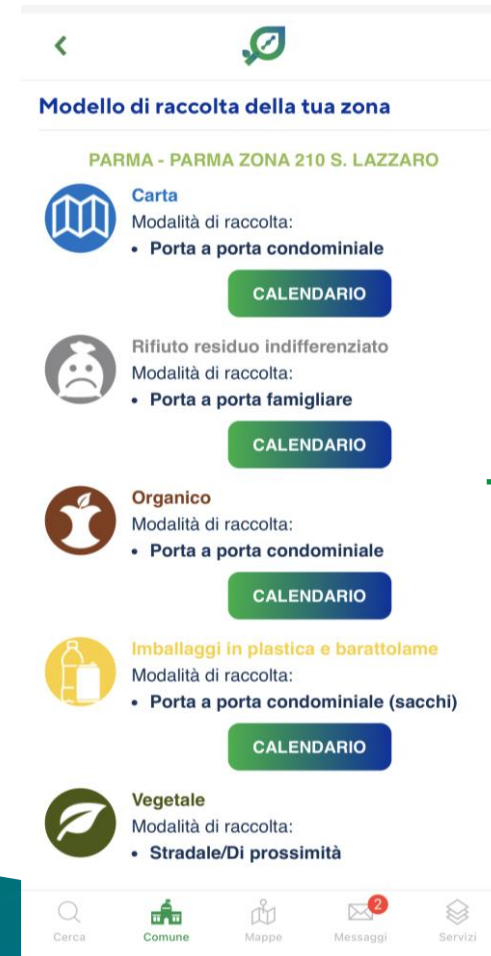 Modello di raccolta della tua zona
PARMA - PARMA ZONA 210 S. LAZZARO
Carta
Modalità di raccolta:
• Porta a porta condominiale
CALENDARIO
Rifiuto residuo indifferenziato
Modalità di raccolta:
• Porta a porta famigliare
CALENDARIO
Organico
Modalità di raccolta:
• Porta a porta condominiale
CALENDARIO
Imballaggi in plastica e barattolame
Modalità di raccolta:
• Porta a porta condominiale (sacchi)
CALENDARIO
Vegetale
Modalità di raccolta:
• Stradale/Di prossimità
2
Cerca Comune Mappe Messaggi Servizi